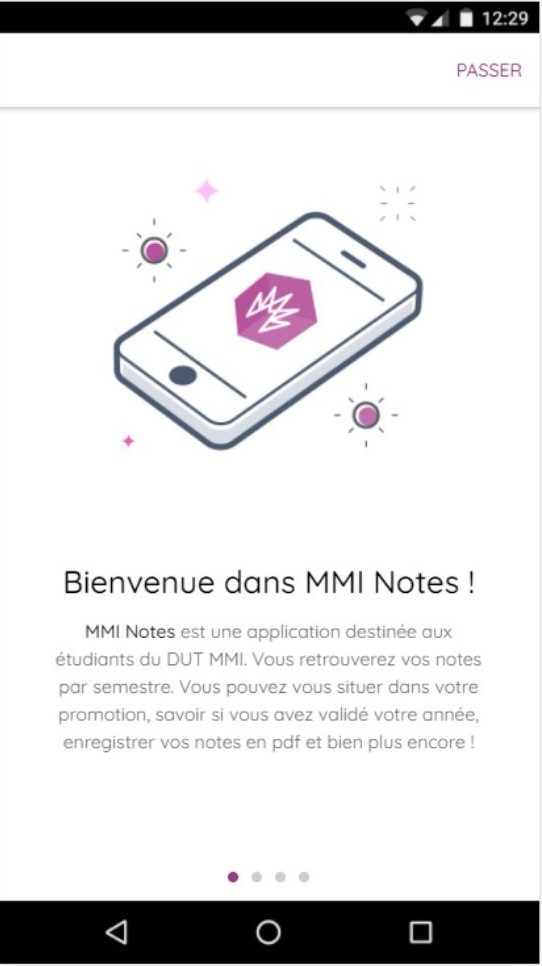 12:29
PASSER
Bienvenue dans MMI Notes !
MMI Notes est une application destinée aux
étudiants du DUT MMI. Vous retrouverez vos notes
par semestre. Vous pouvez vous situer dans votre
promotion, savoir si vous avez validé votre année,
enregistrer vos notes en pdf et bien plus encore !